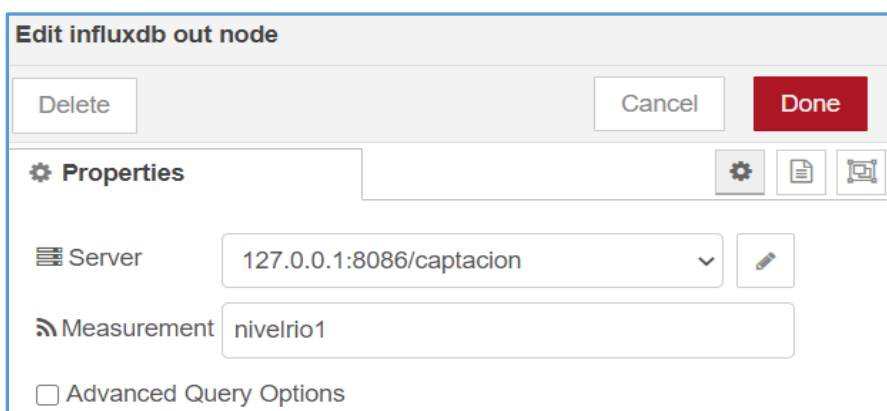 Edit influxdb out node
Delete Cancel Done
Properties
Server 127.0.0.1:8086/captacion
Measurement nivelrio1
Advanced Query Options